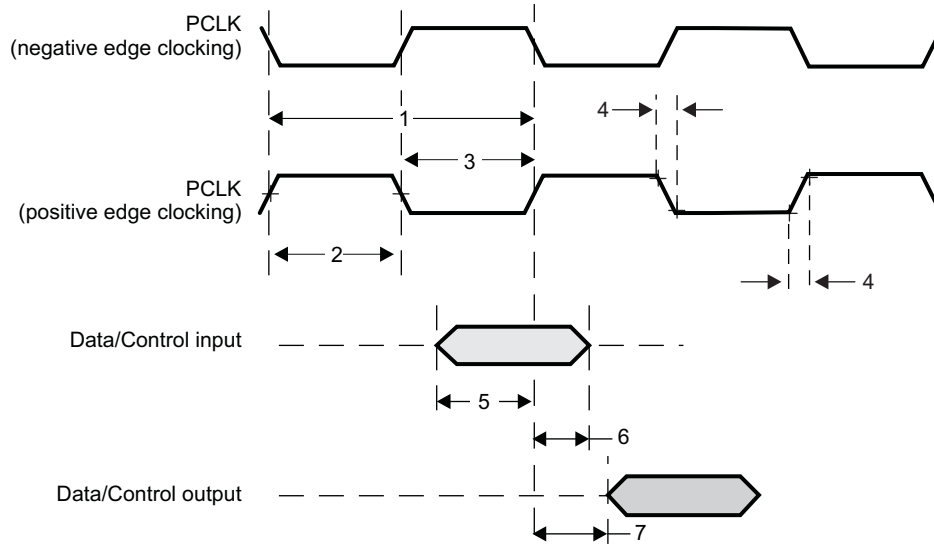 PCLK
(negative edge clocking)
1
4
3
PCLK
(positive edge clocking)
2
4
Data/Control input
5
6
Data/Control output
7